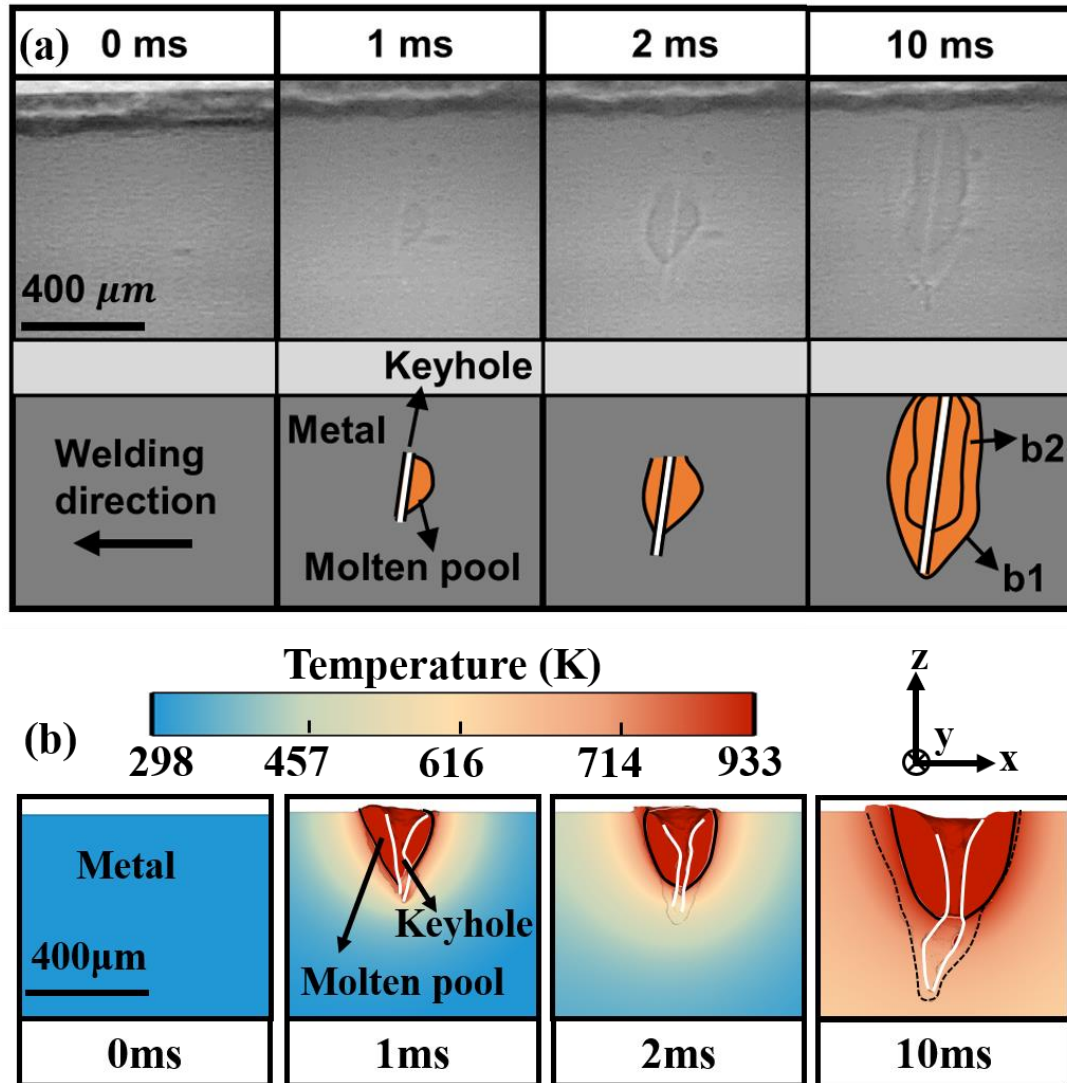 (a) 0 ms 1 ms 2 ms 10 ms
400 μm
Keyhole
Metal
Welding
direction
b2
Molten pool
b1
Temperature (K)
z
(b)
y
x
298 457 616 714 933
Metal
Keyhole
400μm
Molten pool
0ms 1ms 2ms 10ms